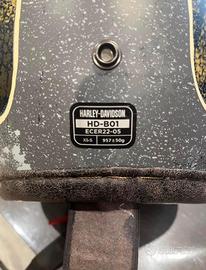 HARLEY-DAVIDSON
HD-B01
ECER22-05
XS-S 957±50g